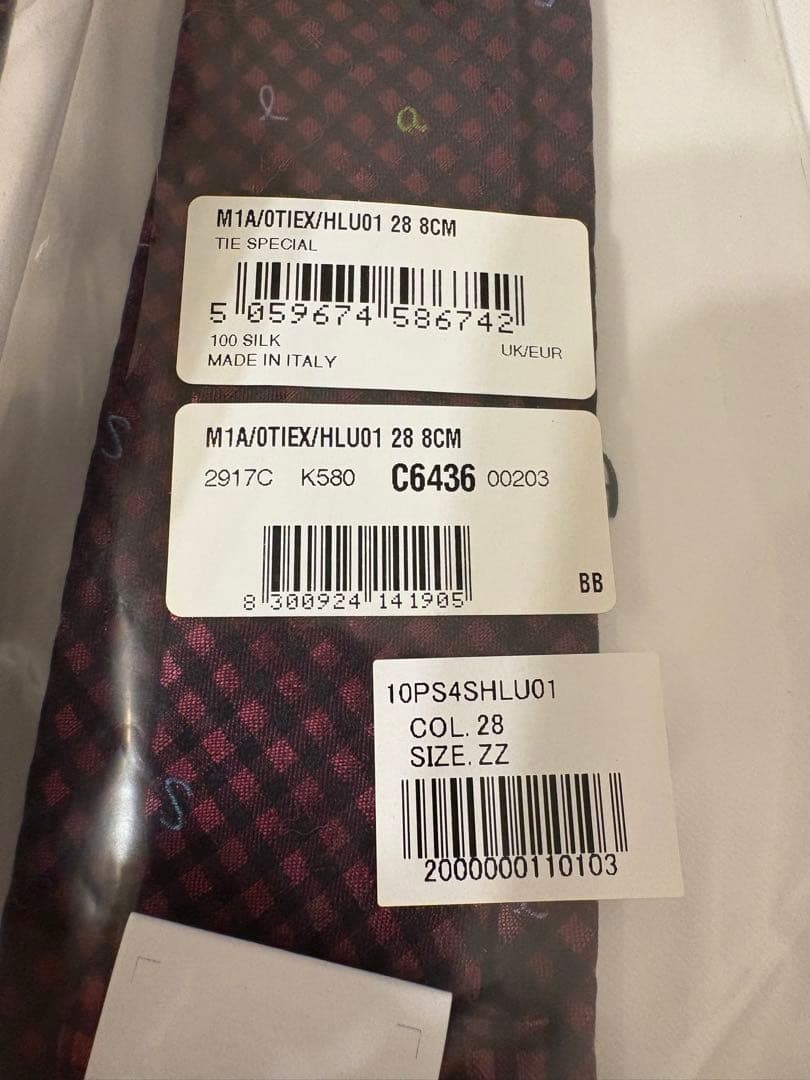 l
a
M1A/0TIEX/HLU01 28 8CM
TIE SPECIAL
5 059674 586742
100 SILK
UK/EUR
MADE IN ITALY
S
M1A/0TIEX/HLU01 28 8CM
2917C K580 C6436 00203
8 300924 141905
BB
10PS4SHLU01
COL. 28
SIZE. ZZ
2000000110103
S